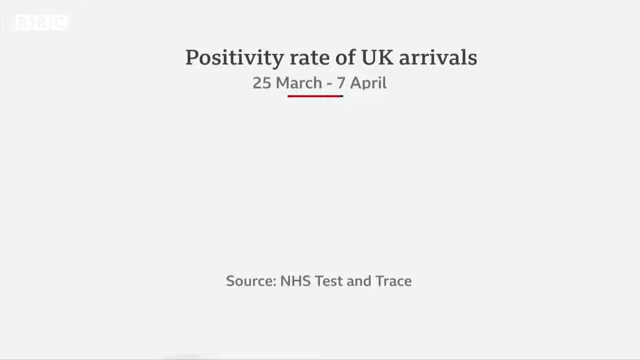 BBC
Positivity rate of UK arrivals
25 March - 7 April
Source: NHS Test and Trace